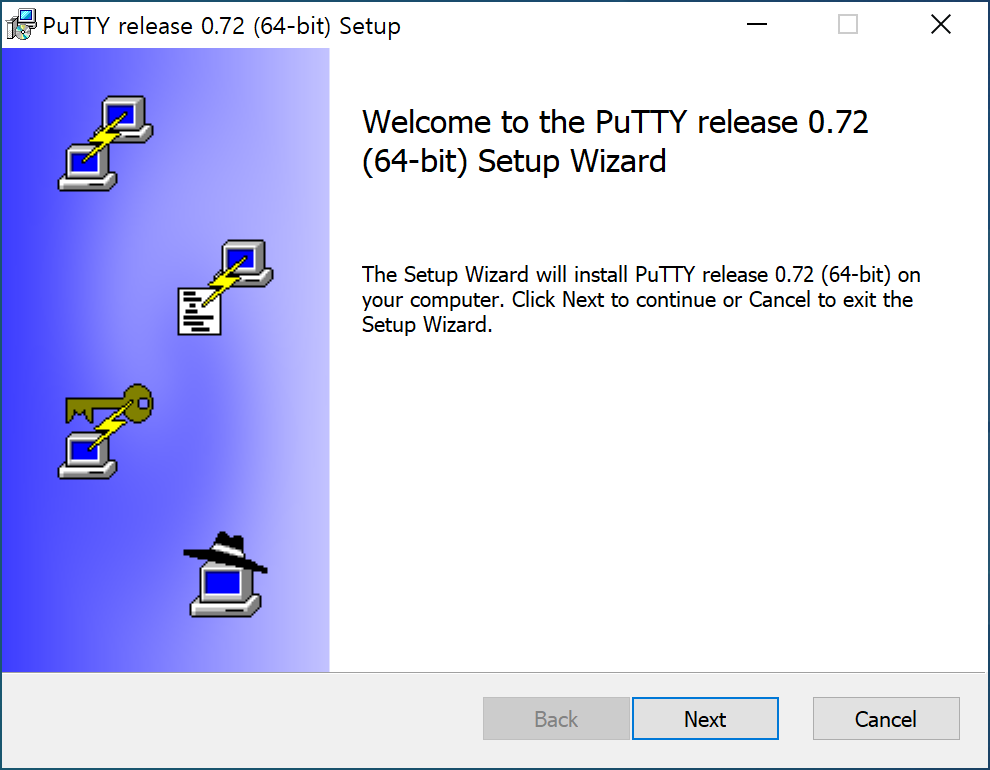 PuTTY release 0.72 (64-bit) Setup
Welcome to the PuTTY release 0.72
(64-bit) Setup Wizard
The Setup Wizard will install PuTTY release 0.72 (64-bit) on
your computer. Click Next to continue or Cancel to exit the
Setup Wizard.
Back
Next
Cancel